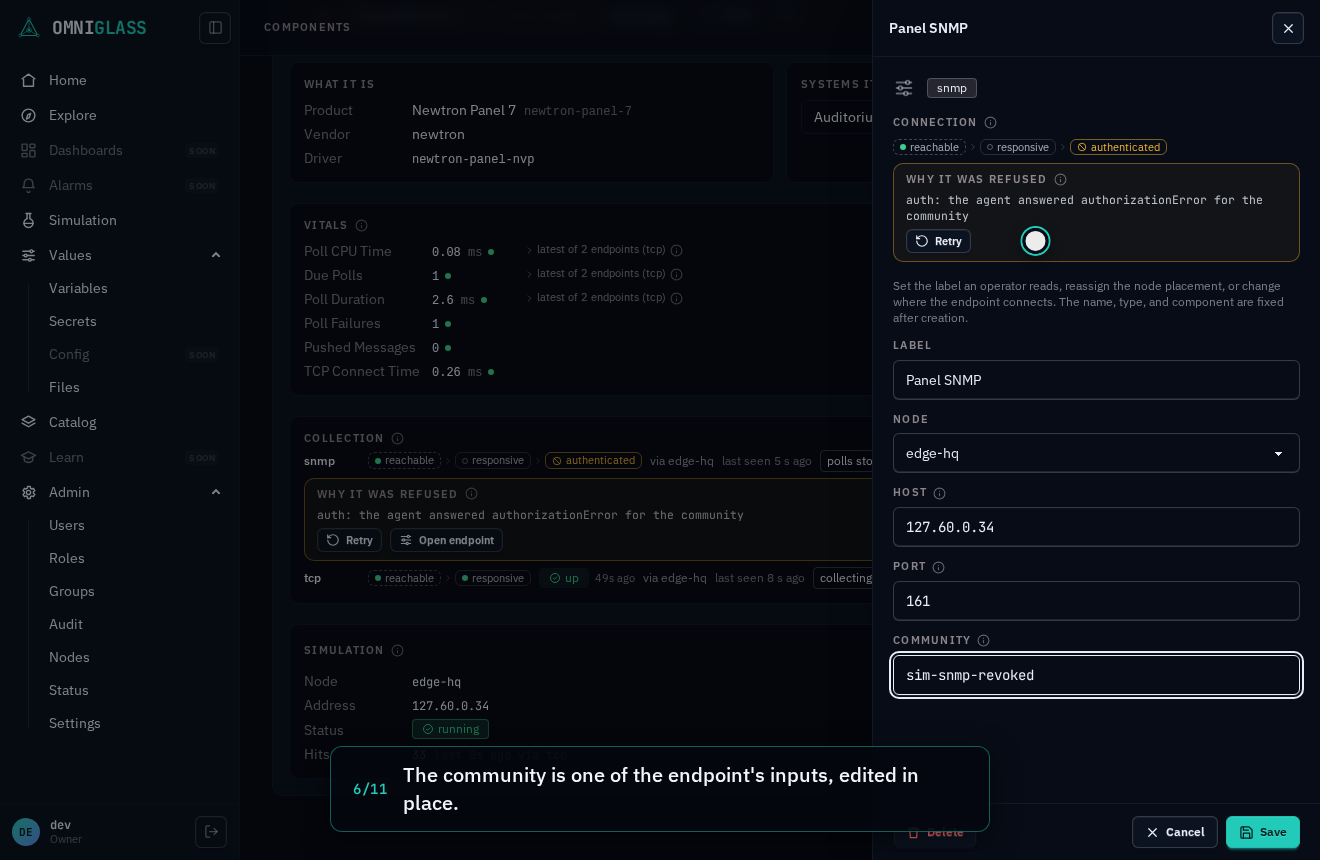 OMNIGLASS
Home
Explore
Dashboards SOON
Alarms SOON
Simulation
Values
Variables
Secrets
Config SOON
Files
Catalog
Learn SOON
Admin
Users
Roles
Groups
Audit
Nodes
Status
Settings
DE dev
Owner
COMPONENTS
WHAT IT IS
Product Newtron Panel 7 newtron-panel-7
Vendor newtron
Driver newtron-panel-nvp
SYSTEMS
Auditoriu
VITALS
Poll CPU Time 0.08 ms latest of 2 endpoints (tcp)
Due Polls 1 latest of 2 endpoints (tcp)
Poll Duration 2.6 ms latest of 2 endpoints (tcp)
Poll Failures 1
Pushed Messages 0
TCP Connect Time 0.26 ms
COLLECTION
snmp reachable responsive authenticated via edge-hq last seen 5 s ago polls sto
WHY IT WAS REFUSED
auth: the agent answered authorizationError for the community
Retry Open endpoint
tcp reachable responsive up 49s ago via edge-hq last seen 8 s ago collecting
SIMULATION
Node edge-hq
Address 127.60.0.34
Status running
Hits
6/11 The community is one of the endpoint's inputs, edited in
place.
Panel SNMP
snmp
CONNECTION
reachable responsive authenticated
WHY IT WAS REFUSED
auth: the agent answered authorizationError for the
community
Retry
Set the label an operator reads, reassign the node placement, or change
where the endpoint connects. The name, type, and component are fixed
after creation.
LABEL
Panel SNMP
NODE
edge-hq
HOST
127.60.0.34
PORT
161
COMMUNITY
sim-snmp-revoked
Delete Cancel Save